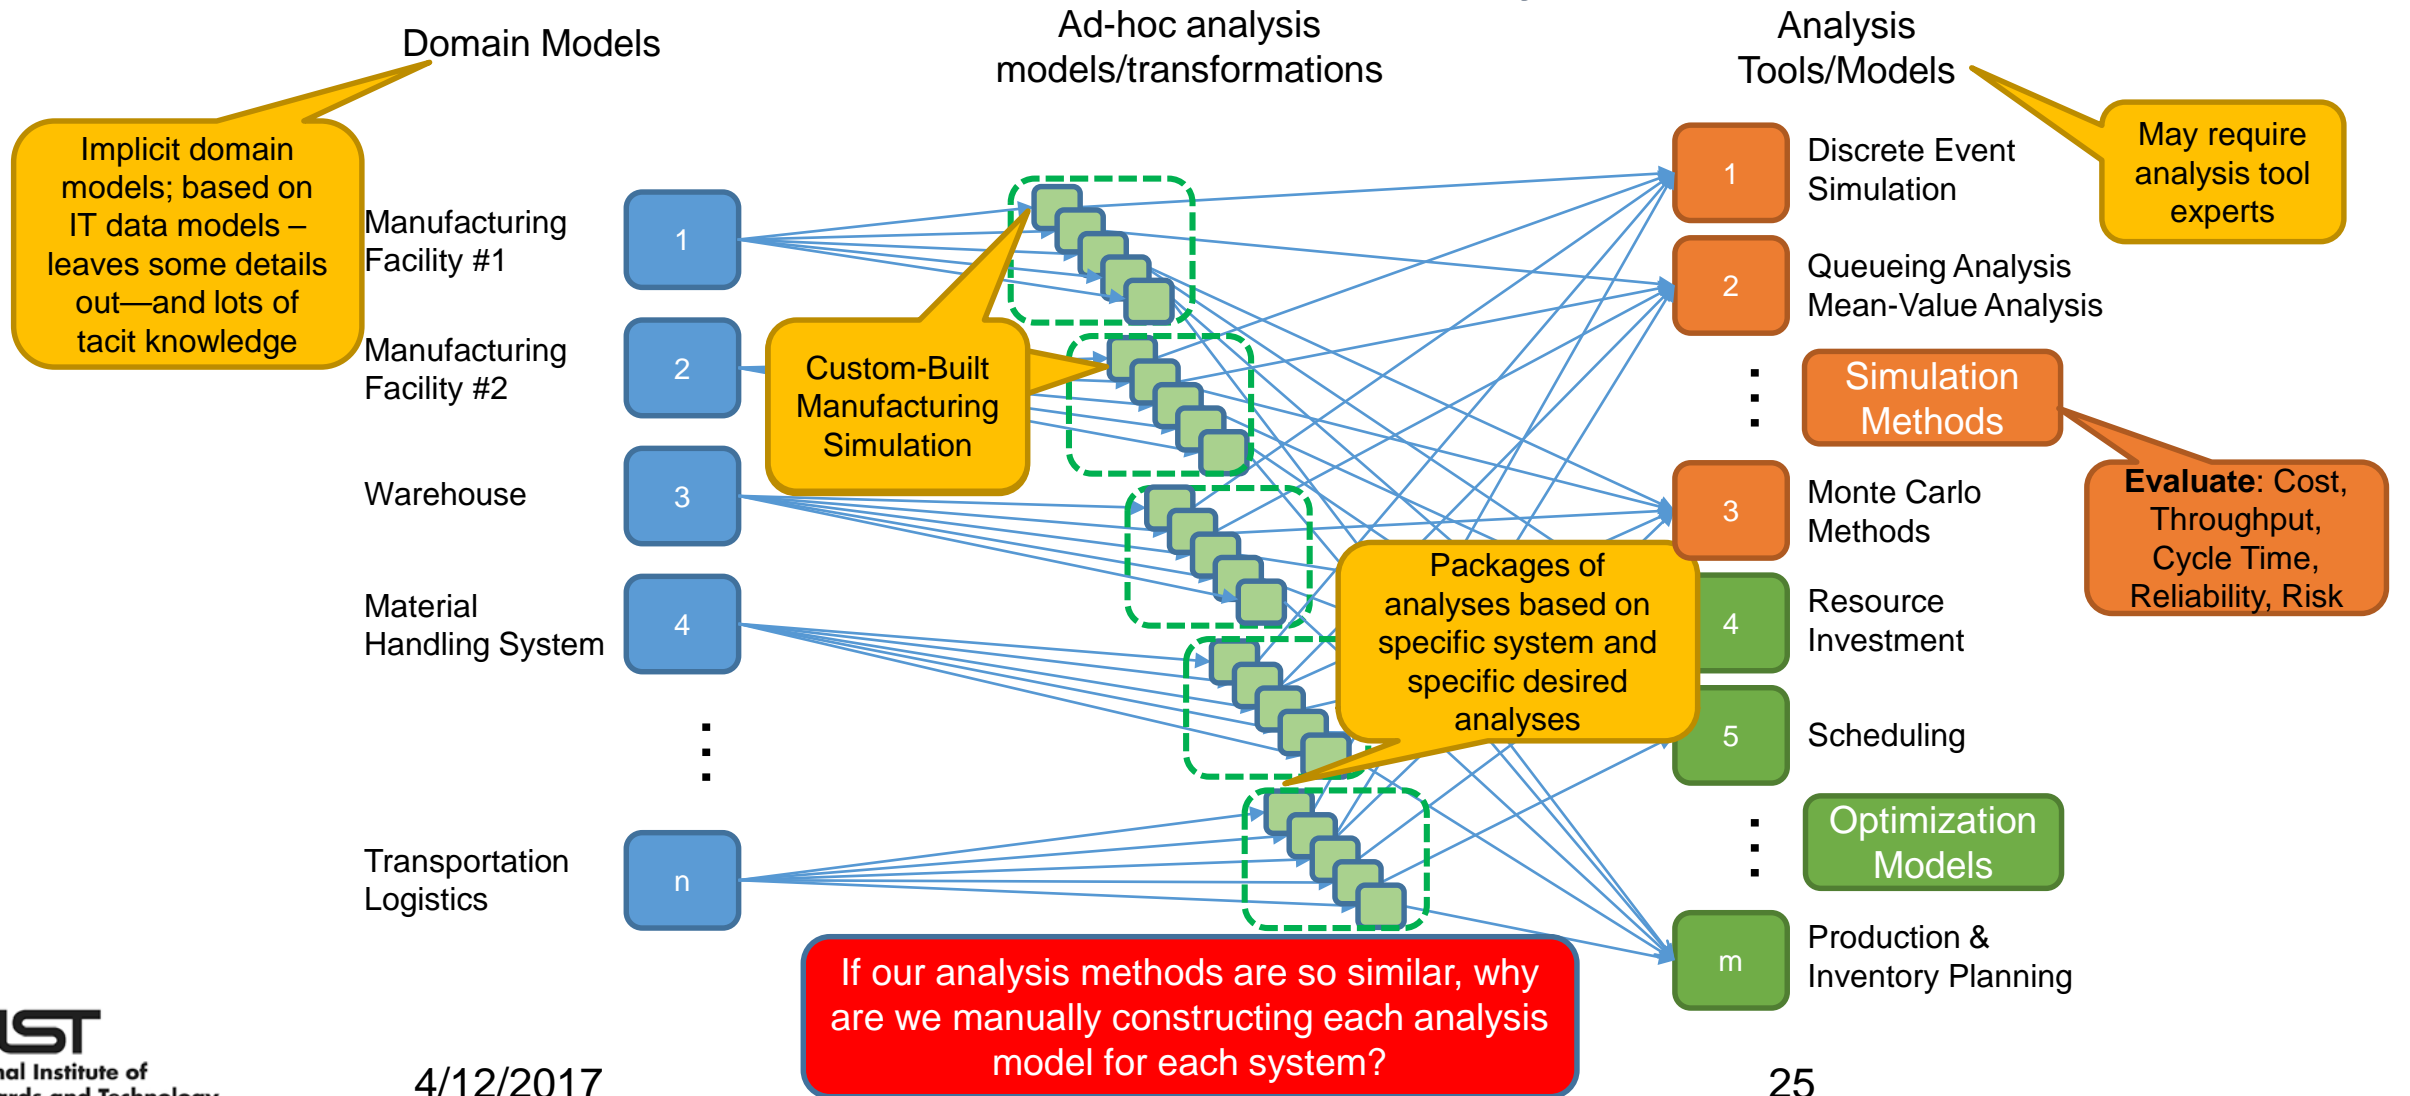 Domain Models
Ad-hoc analysis
models/transformations
Analysis
Tools/Models
Implicit domain
models; based on
IT data models –
leaves some details
out—and lots of
tacit knowledge
May require
analysis tool
experts
Manufacturing
Facility #1
1
Manufacturing
Facility #2
2
Warehouse
3
Material
Handling System
4
Transportation
Logistics
n
Custom-Built
Manufacturing
Simulation
Packages of
analyses based on
specific system and
specific desired
analyses
1
Discrete Event
Simulation
2
Queueing Analysis
Mean-Value Analysis
Simulation
Methods
3
Monte Carlo
Methods
Evaluate: Cost,
Throughput,
Cycle Time,
Reliability, Risk
4
Resource
Investment
5
Scheduling
Optimization
Models
m
Production &
Inventory Planning
If our analysis methods are so similar, why
are we manually constructing each analysis
model for each system?
Institute of
and Technology
4/12/2017
25